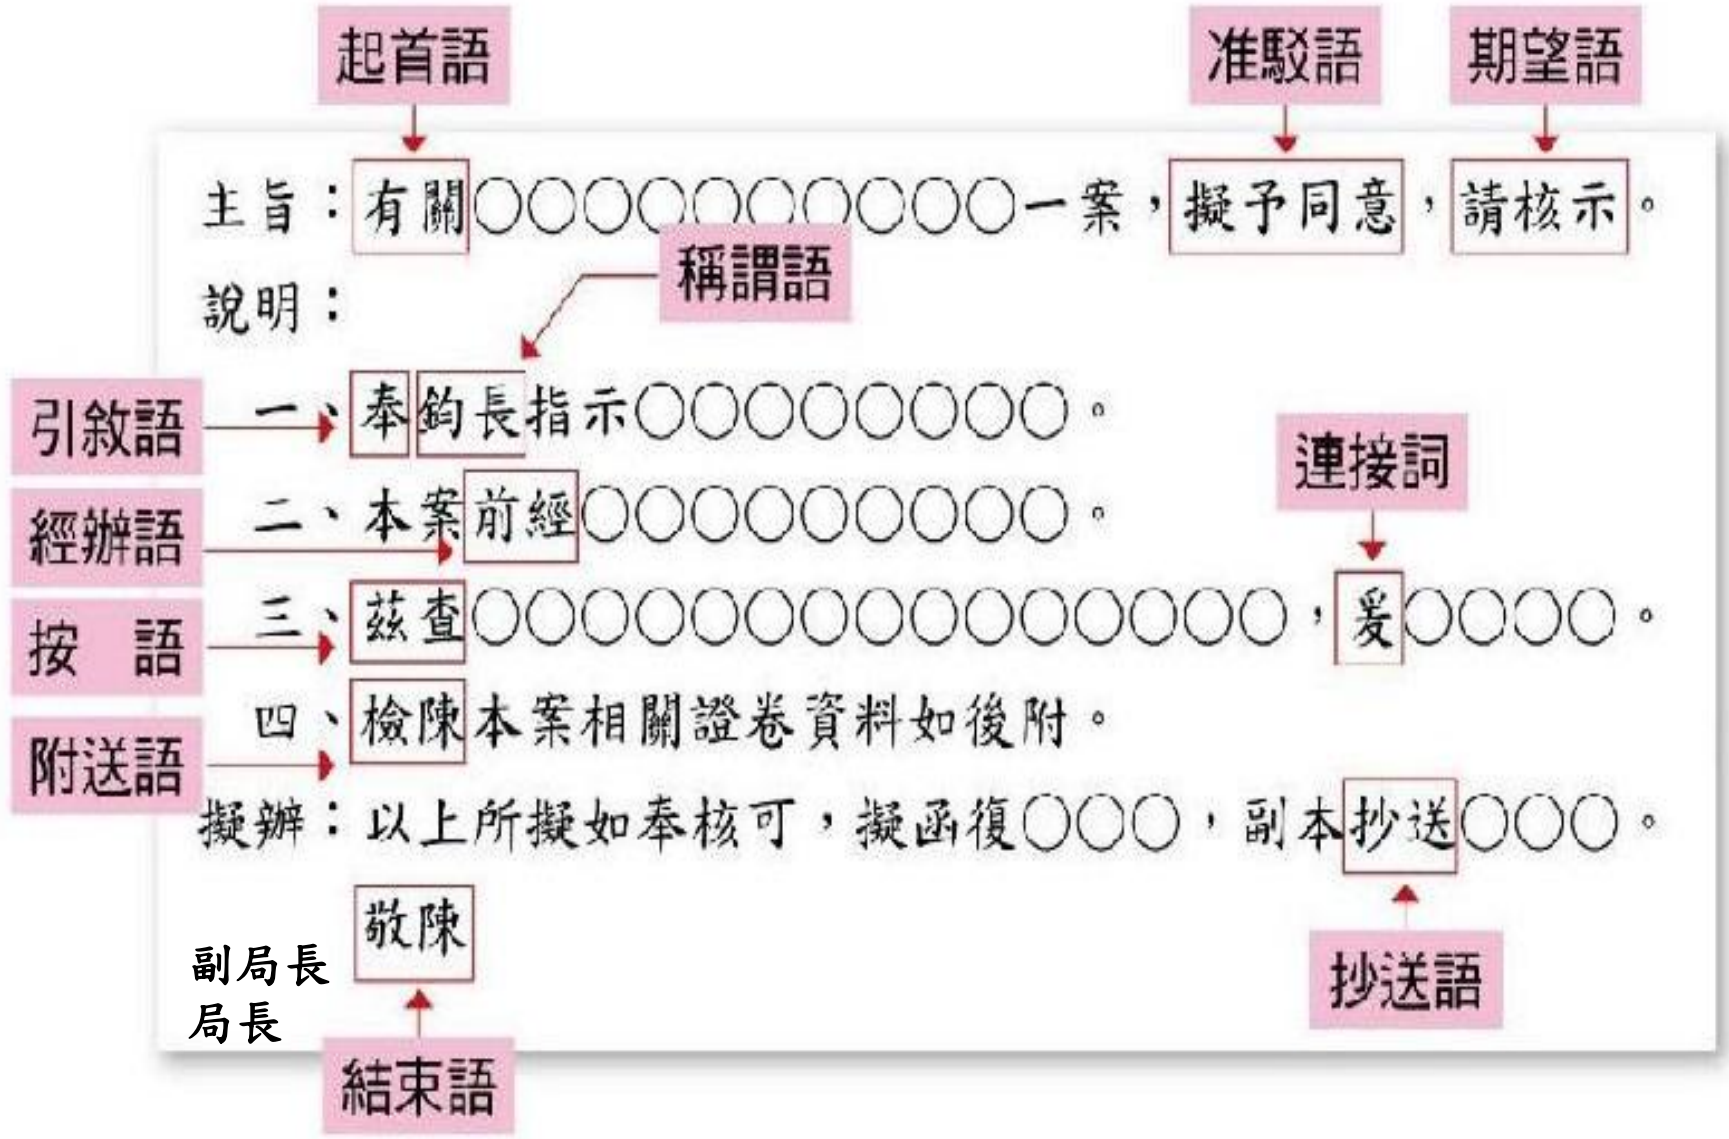 起首語 准駁語 期望語
主旨：有關○○○○○○○○○○一案，擬予同意，請核示。
稱謂語
說明：
引敘語 一、奉鈞長指示○○○○○○○○。
連接詞
經辦語 二、本案前經○○○○○○○○○。
按　語 三、茲查○○○○○○○○○○○○○○○，爰○○○○。
附送語 四、檢陳本案相關證卷資料如後附。
擬辦：以上所擬如奉核可，擬函復○○○，副本抄送○○○。
敬陳
副局長
抄送語
局長
結束語